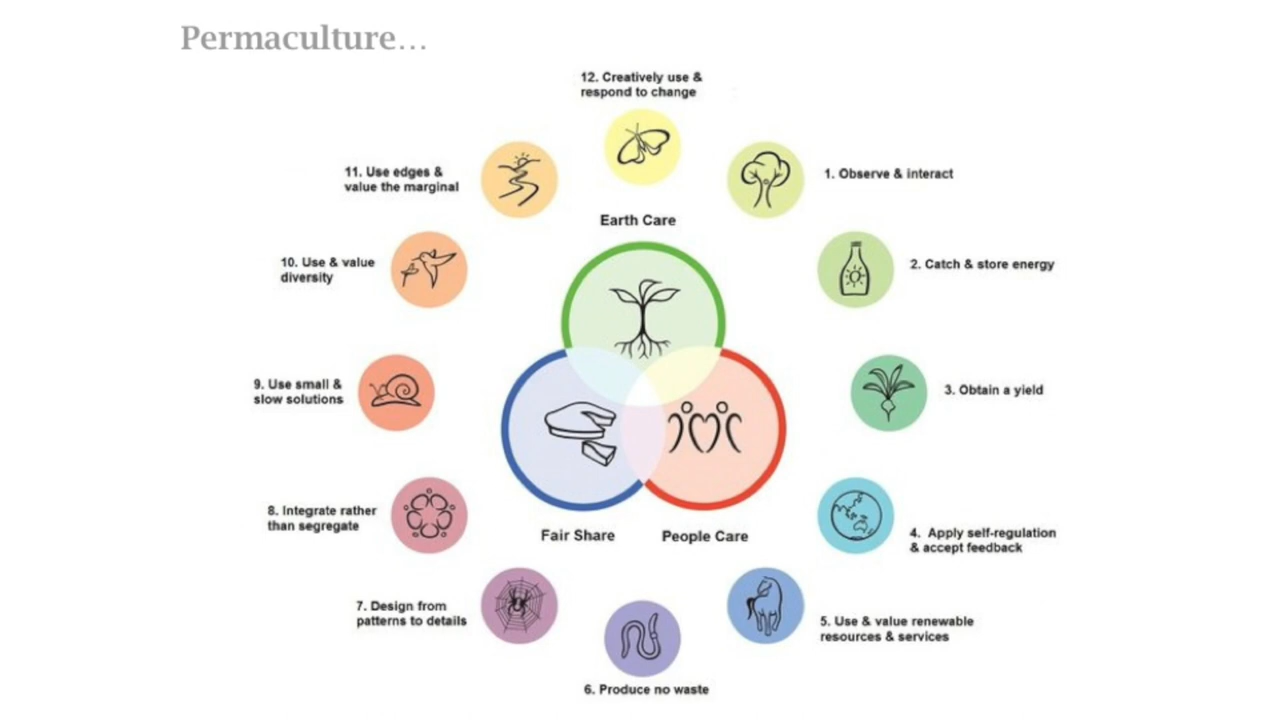 Permaculture...
12. Creatively use &
respond to change
11. Use edges &
value the marginal
1. Observe & interact
Earth Care
10. Use & value
diversity
2. Catch & store energy
9. Use small &
slow solutions
3. Obtain a yield
8. Integrate rather
than segregate
4. Apply self-regulation
& accept feedback
Fair Share
People Care
7. Design from
patterns to details
5. Use & value renewable
resources & services
6. Produce no waste